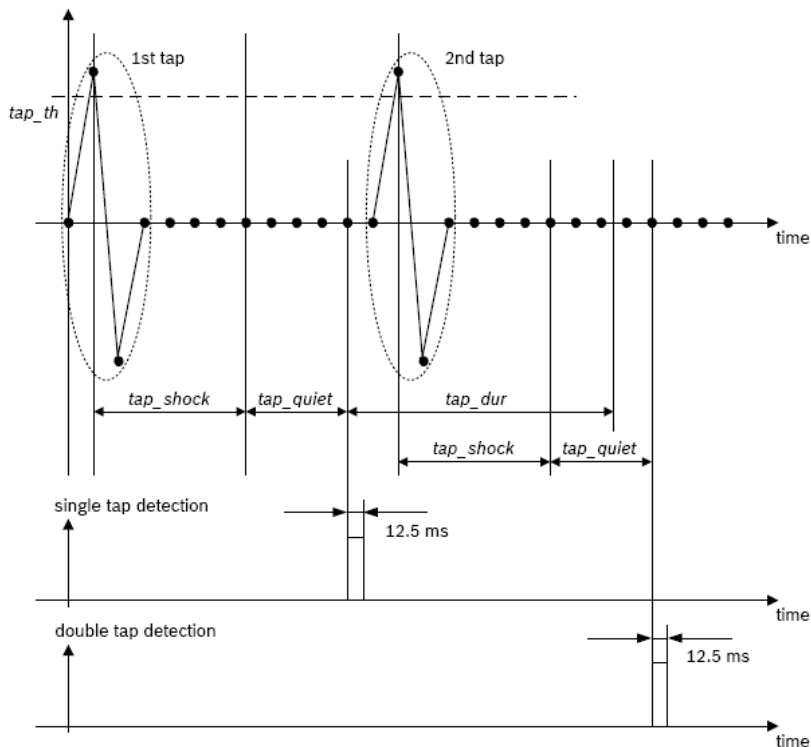 1st tap
2nd tap
tap_th
time
tap_shock
tap_quiet
tap_dur
tap_shock
tap_quiet
single tap detection
12.5 ms
time
double tap detection
12.5 ms
time